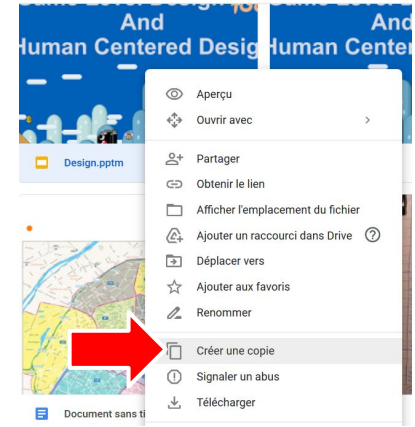 And
Human Centered Desig
And
Human Center
Aperçu
Ouvrir avec
Design.pptm
Partager
Obtenir le lien
Afficher l'emplacement du fichier
Ajouter un raccourci dans Drive
Déplacer vers
Ajouter aux favoris
Renommer
Créer une copie
Signaler un abus
Télécharger
Document sans ti